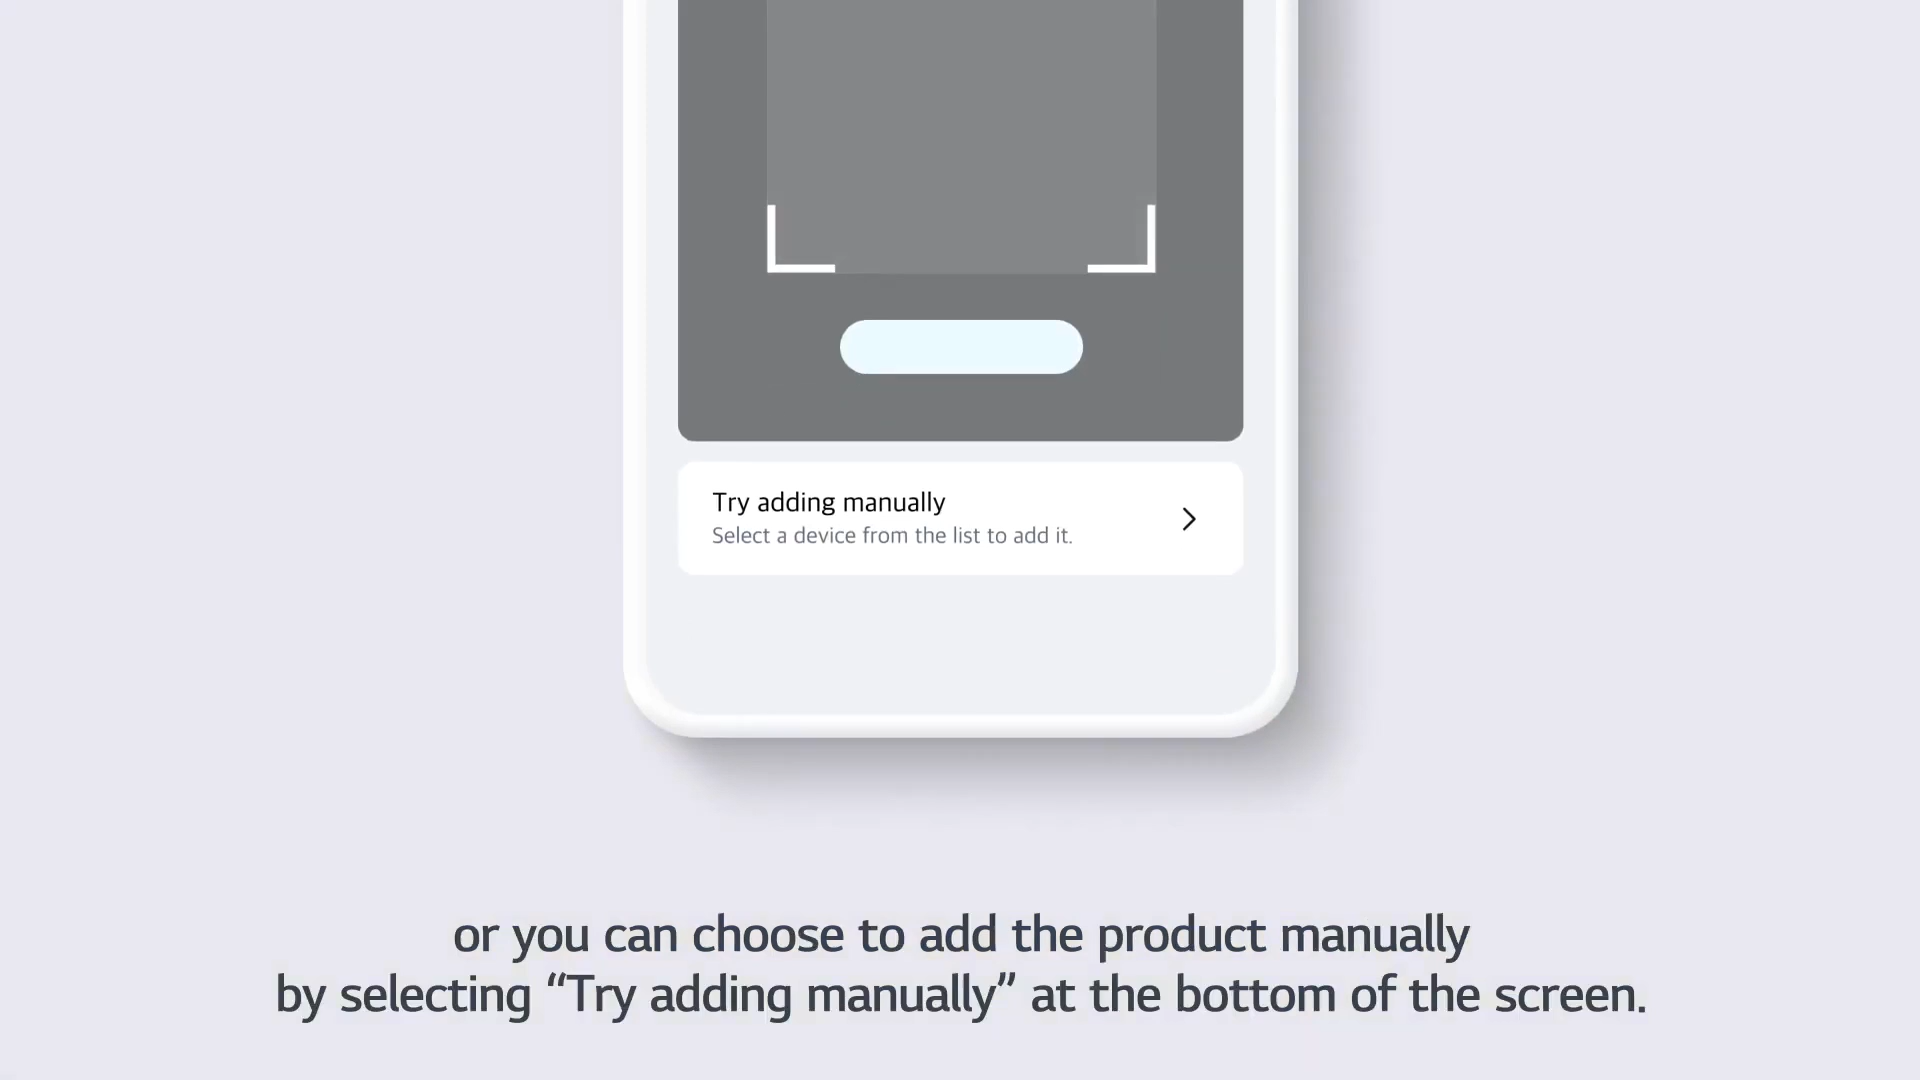 Try adding manually
Select a device from the list to add it.
or you can choose to add the product manually
by selecting “Try adding manually” at the bottom of the screen.